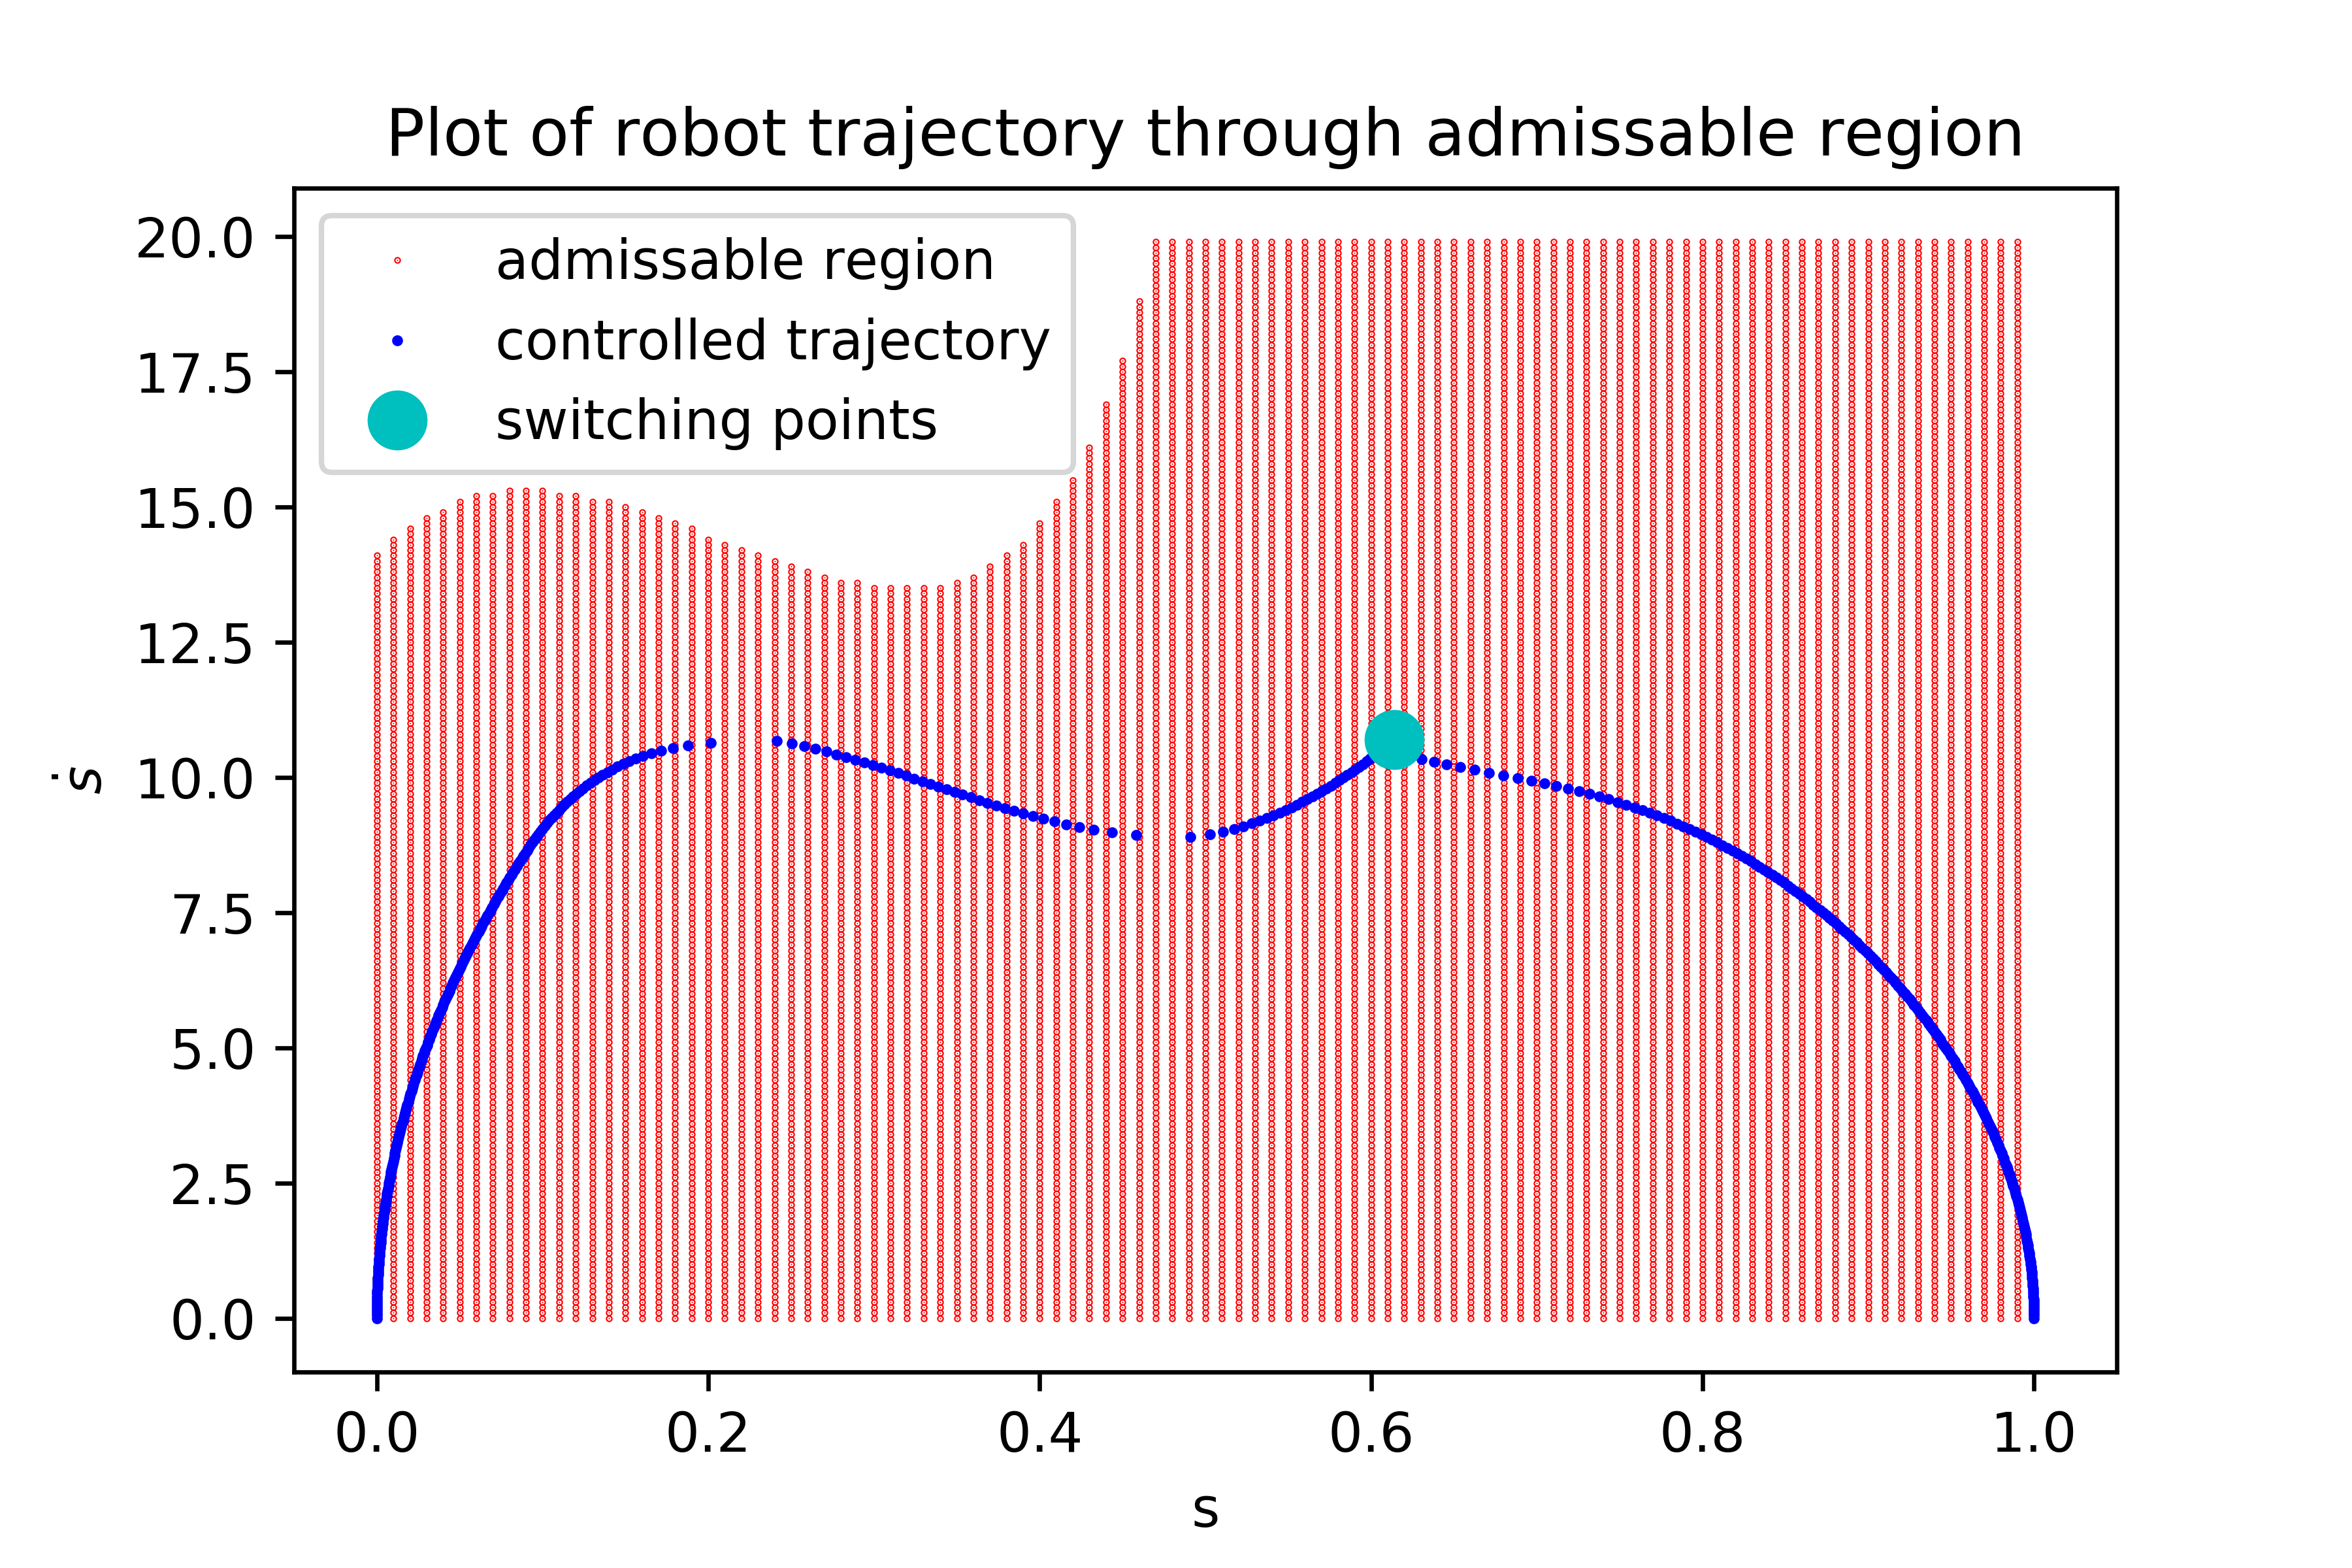 Plot of robot trajectory through admissable region
admissable region
controlled trajectory
switching points
20.0
17.5
15.0
12.5
10.0
7.5
5.0
2.5
0.0
ṡ
0.0 0.2 0.4 0.6 0.8 1.0
s